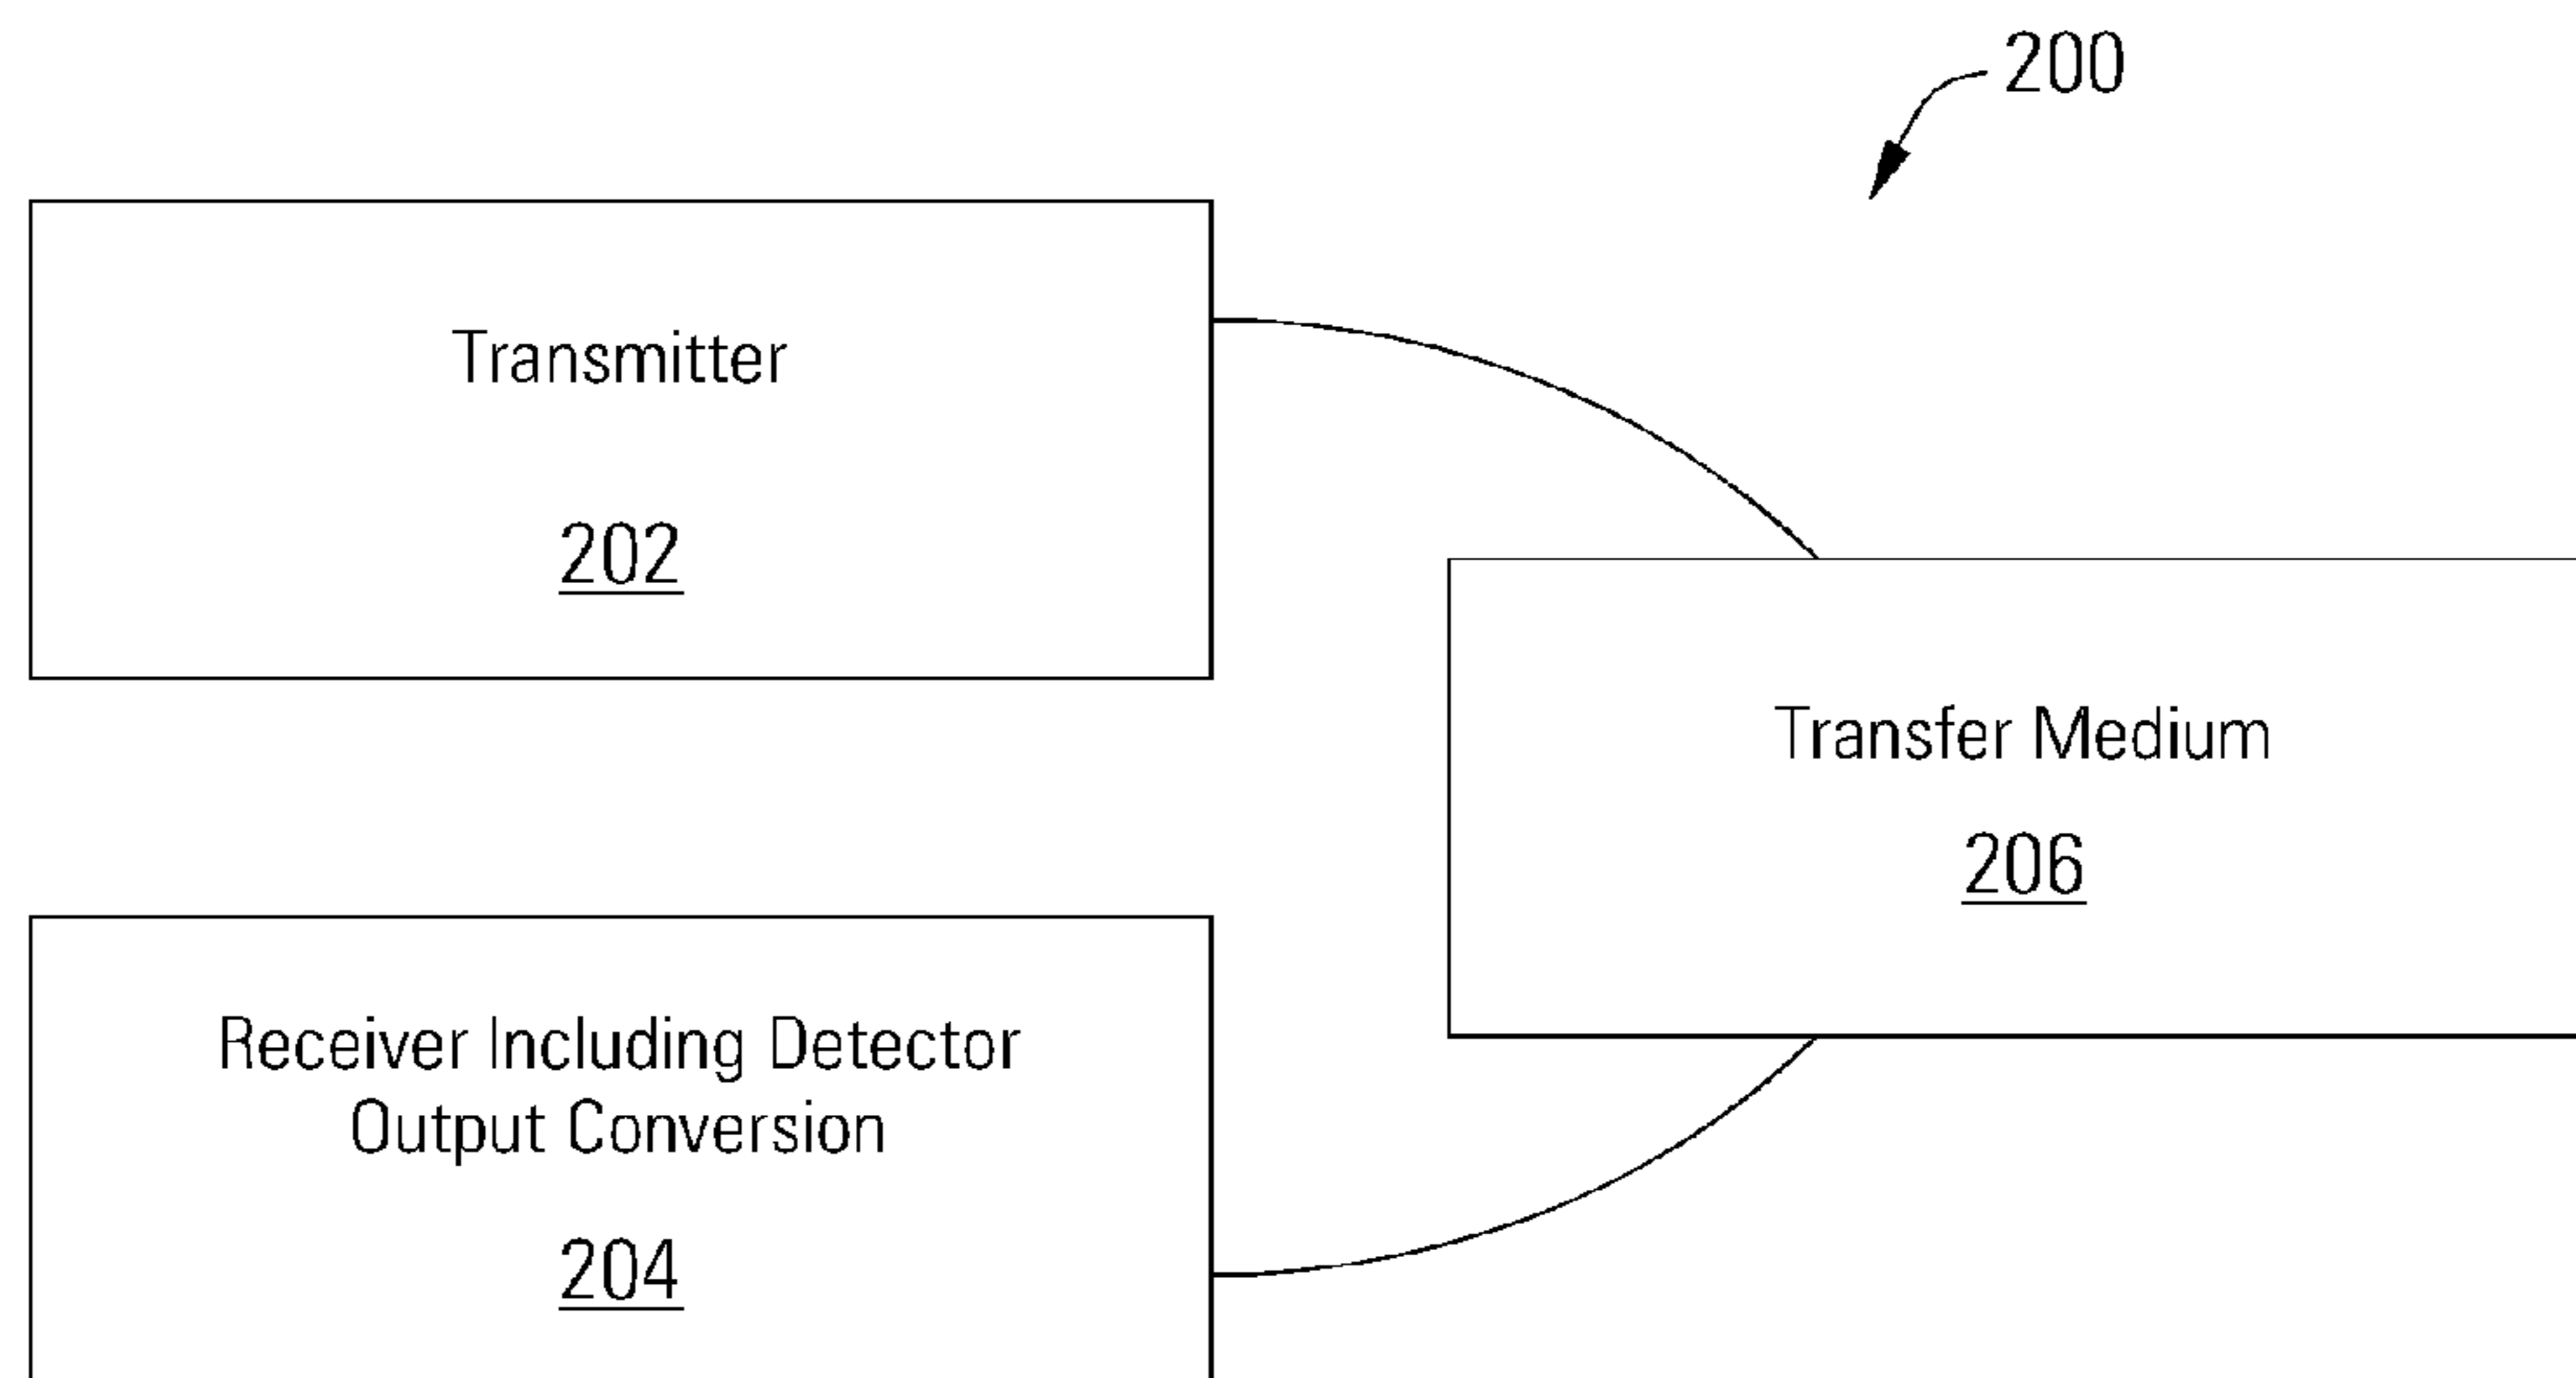 200
Transmitter
202
Transfer Medium
206
Receiver Including Detector
Output Conversion
204